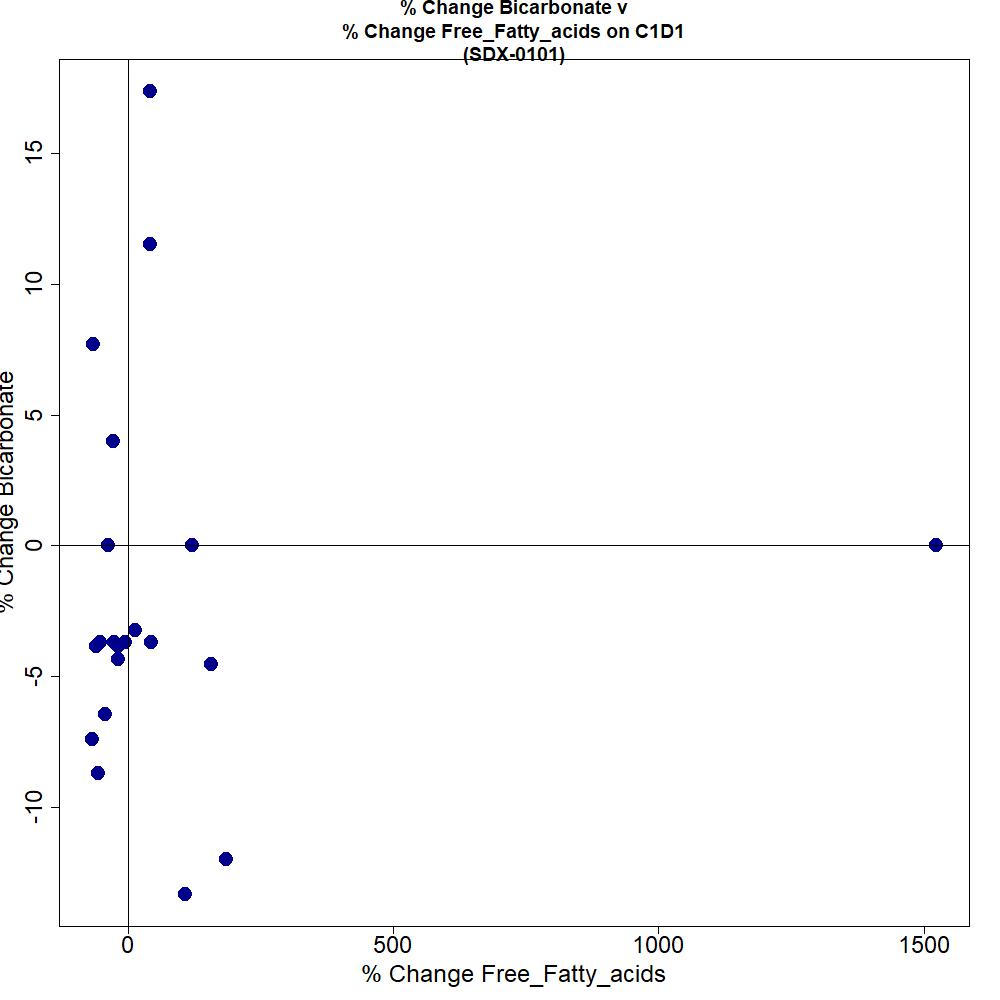 % Change Bicarbonate v
% Change Free_Fatty_acids on C1D1
(SDX-0101)
15
10
5
0
-5
-10
% Change Bicarbonate
0 500 1000 1500
% Change Free_Fatty_acids